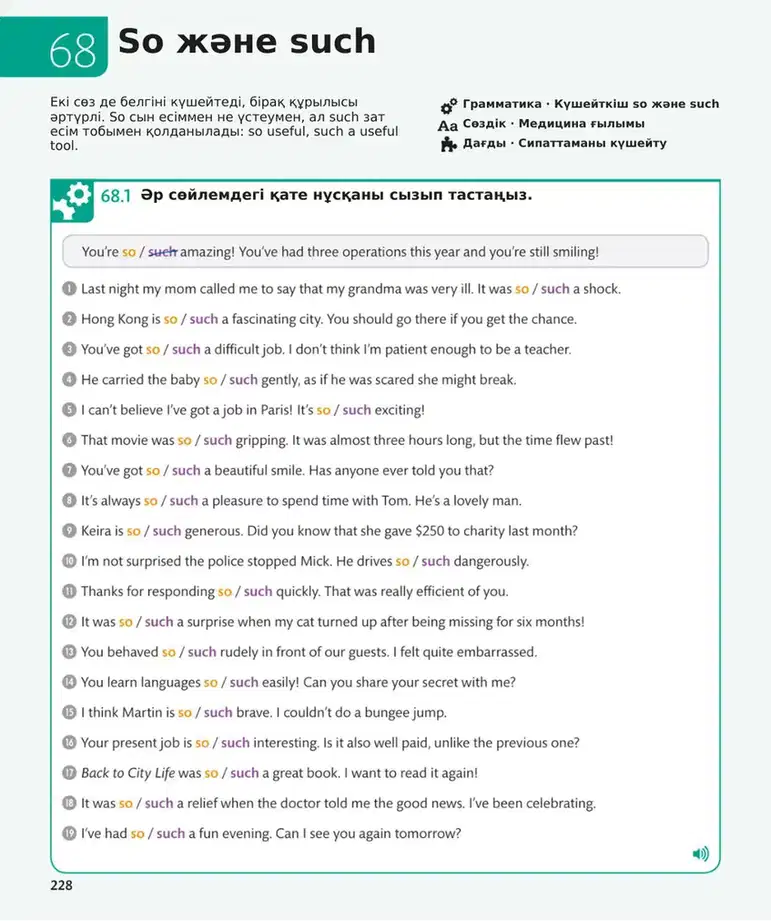 68
So және such
Екі сөз де белгіні күшейтеді, бірақ құрылысы
әртүрлі. So сын есіммен не үстеумен, ал such зат
есім тобымен қолданылады: so useful, such a useful
tool.
Грамматика · Күшейткіш so және such
Aa Сөздік · Медицина ғылымы
Дағды · Сипаттаманы күшейту
68.1 Әр сөйлемдегі қате нұсқаны сызып тастаңыз.
You're so / such amazing! You've had three operations this year and you're still smiling!
1 Last night my mom called me to say that my grandma was very ill. It was so / such a shock.
2 Hong Kong is so / such a fascinating city. You should go there if you get the chance.
3 You've got so / such a difficult job. I don't think I'm patient enough to be a teacher.
4 He carried the baby so / such gently, as if he was scared she might break.
5 I can't believe I've got a job in Paris! It's so / such exciting!
6 That movie was so / such gripping. It was almost three hours long, but the time flew past!
7 You've got so / such a beautiful smile. Has anyone ever told you that?
8 It's always so / such a pleasure to spend time with Tom. He's a lovely man.
9 Keira is so / such generous. Did you know that she gave $250 to charity last month?
10 I'm not surprised the police stopped Mick. He drives so / such dangerously.
11 Thanks for responding so / such quickly. That was really efficient of you.
12 It was so / such a surprise when my cat turned up after being missing for six months!
13 You behaved so / such rudely in front of our guests. I felt quite embarrassed.
14 You learn languages so / such easily! Can you share your secret with me?
15 I think Martin is so / such brave. I couldn't do a bungee jump.
16 Your present job is so / such interesting. Is it also well paid, unlike the previous one?
17 Back to City Life was so / such a great book. I want to read it again!
18 It was so / such a relief when the doctor told me the good news. I've been celebrating.
19 I've had so / such a fun evening. Can I see you again tomorrow?
228